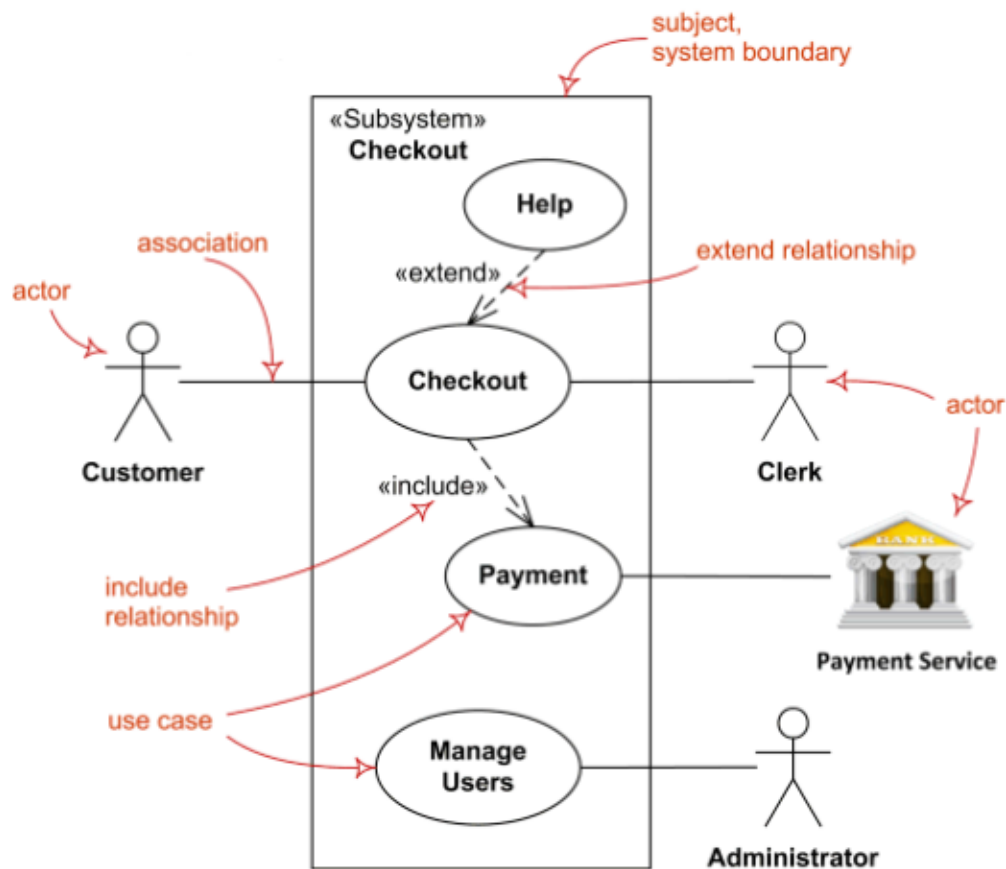 subject,
system boundary
«Subsystem»
Checkout
Help
association
«extend»
extend relationship
actor
Checkout
actor
Customer
Clerk
«include»
BANK
Payment
include
relationship
Payment Service
use case
Manage
Users
Administrator